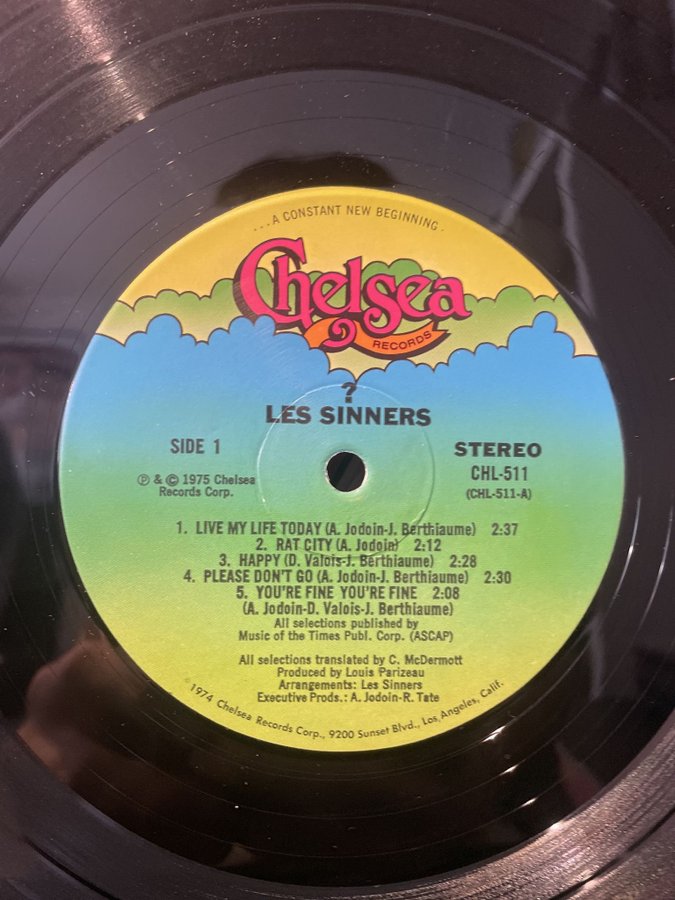 ...A CONSTANT NEW BEGINNING.
Chelsea
RECORDS
?
LES SINNERS
SIDE 1
STEREO
℗ & © 1975 Chelsea
Records Corp.
CHL-511
(CHL-511-A)
1. LIVE MY LIFE TODAY (A. Jodoin-J. Berthiaume) 2:37
2. RAT CITY (A. Jodoin) 2:12
3. HAPPY (D. Valois-J. Berthiaume) 2:28
4. PLEASE DON'T GO (A. Jodoin-J. Berthiaume) 2:30
5. YOU'RE FINE YOU'RE FINE 2:08
(A. Jodoin-D. Valois-J. Berthiaume)
All selections published by
Music of the Times Publ. Corp. (ASCAP)
All selections translated by C. McDermott
Produced by Louis Parizeau
Arrangements: Les Sinners
Executive Prods.: A. Jodoin-R. Tate
©1974 Chelsea Records Corp., 9200 Sunset Blvd., Los Angeles, Calif.